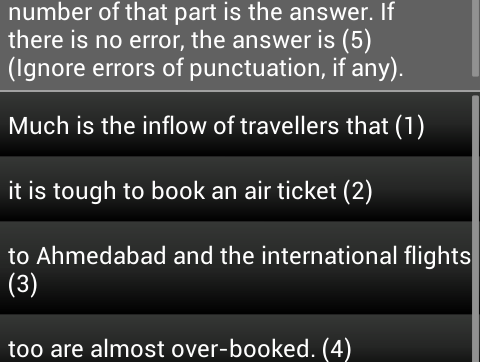 number of that part is the answer. If
there is no error, the answer is (5)
(Ignore errors of punctuation, if any).
Much is the inflow of travellers that (1)
it is tough to book an air ticket (2)
to Ahmedabad and the international flights
(3)
too are almost over-booked. (4)